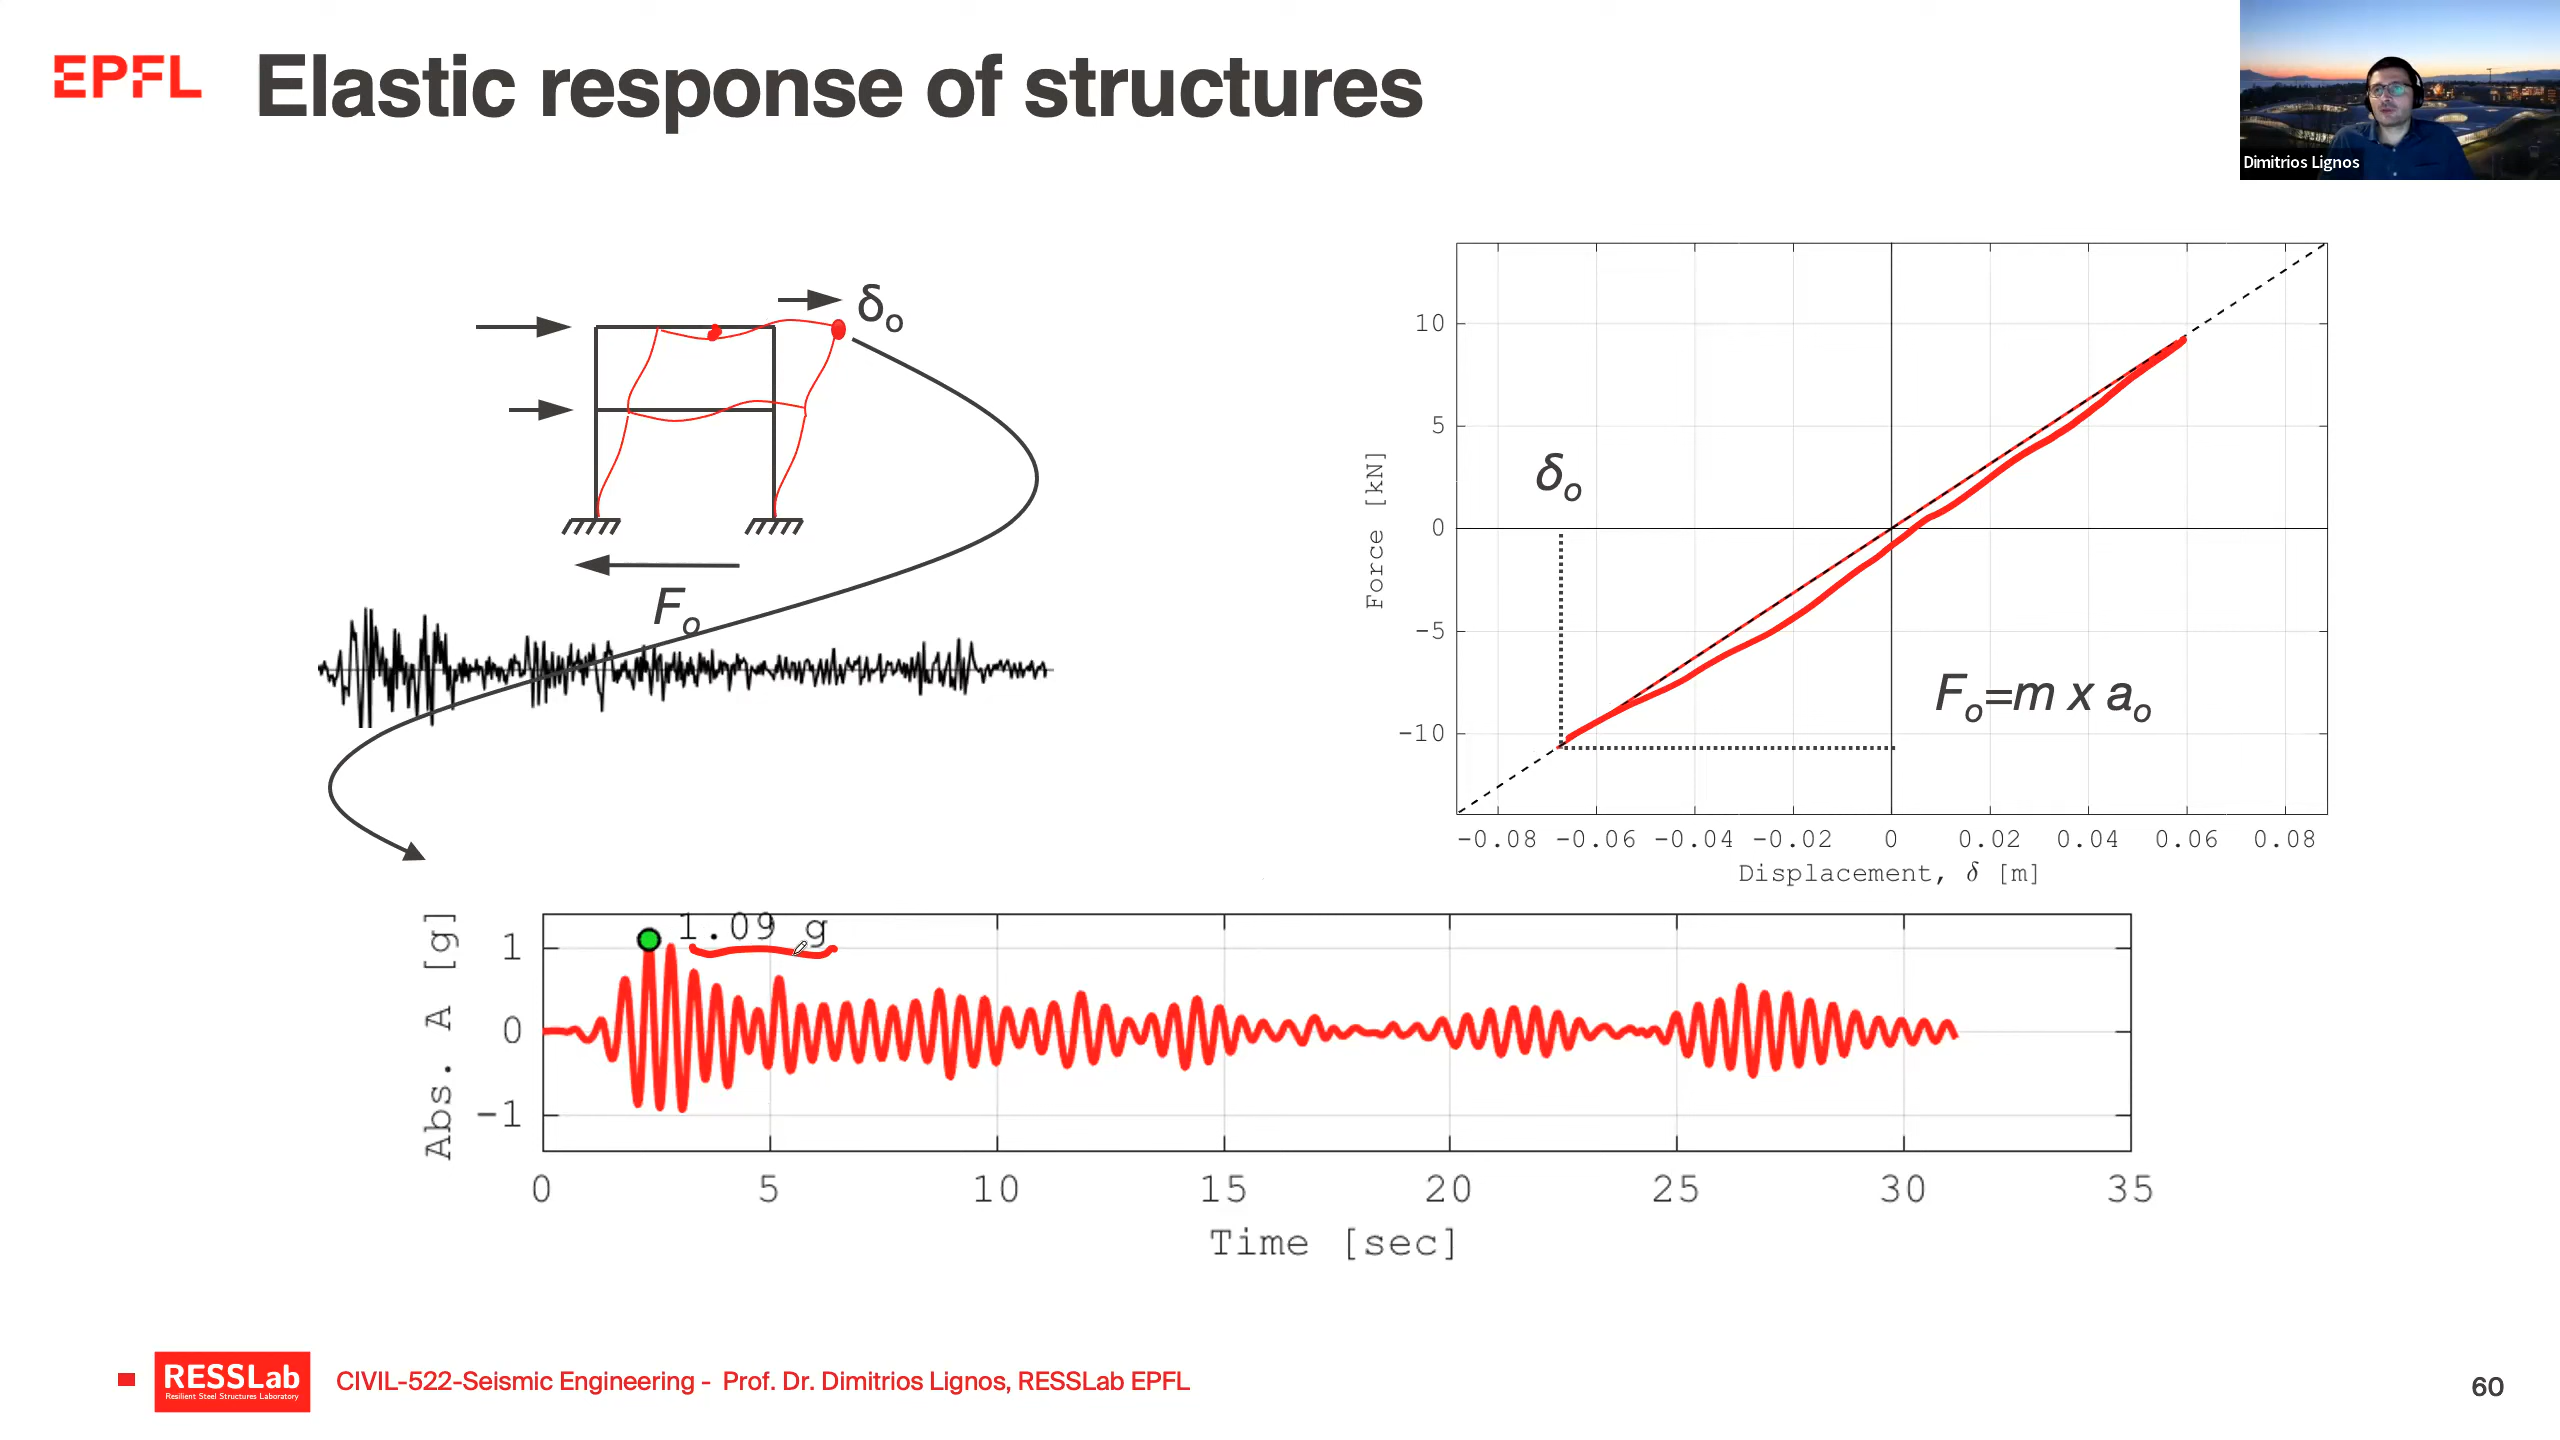 EPFL
Elastic response of structures
Dimitrios Lignos
δo
Fo
10
5
0
-5
-10
Force [kN]
δo
Fo=m x ao
-0.08 -0.06 -0.04 -0.02 0 0.02 0.04 0.06 0.08
Displacement, δ [m]
1.09 g
1
0
-1
Abs. A [g]
0 5 10 15 20 25 30 35
Time [sec]
RESSLab
Resilient Steel Structures Laboratory
CIVIL-522-Seismic Engineering - Prof. Dr. Dimitrios Lignos, RESSLab EPFL
60